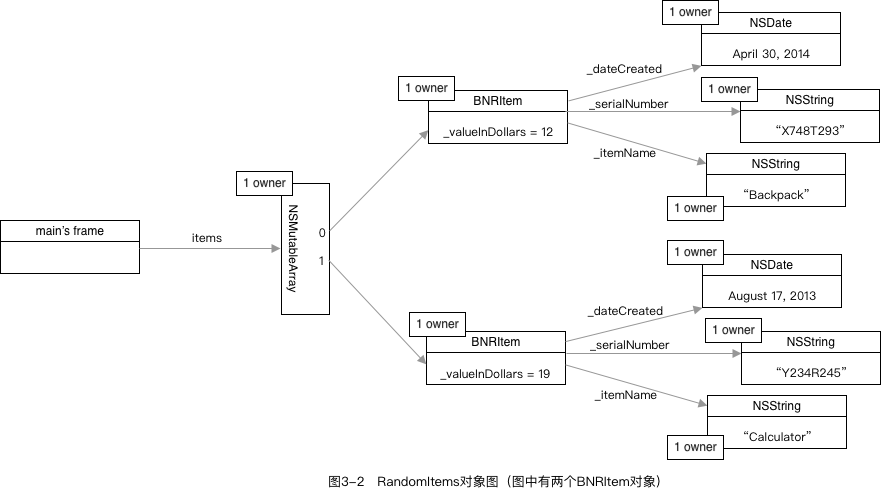 1 owner
NSDate
April 30, 2014
_dateCreated
1 owner
BNRItem
_valueInDollars = 12
_serialNumber
1 owner
NSString
“X748T293”
_itemName
NSString
“Backpack”
1 owner
1 owner
NSMutableArray
0
1
main's frame
items
1 owner
NSDate
August 17, 2013
_dateCreated
1 owner
BNRItem
_valueInDollars = 19
_serialNumber
1 owner
NSString
“Y234R245”
_itemName
NSString
“Calculator”
1 owner
图3-2 RandomItems对象图（图中有两个BNRItem对象）